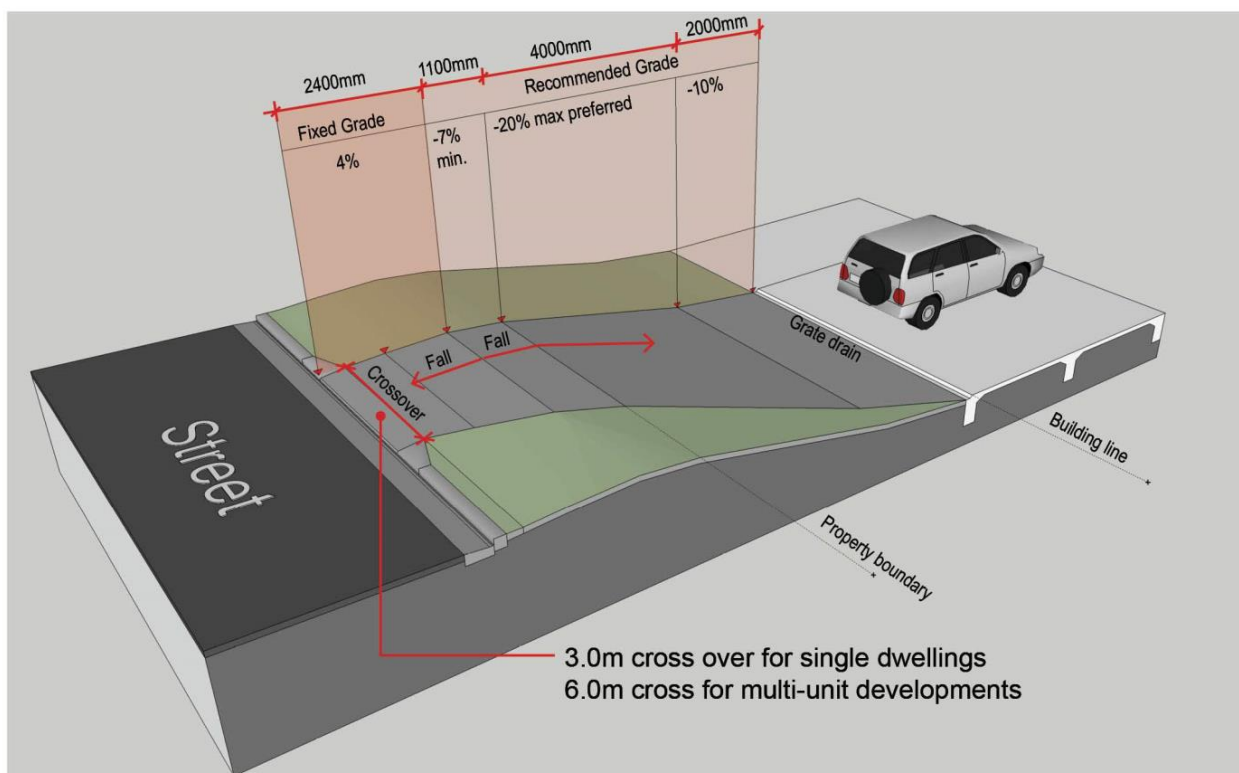 2400mm
1100mm
4000mm
2000mm
Fixed Grade
Recommended Grade
4%
-7%
min.
-20% max preferred
-10%
Street
Crossover
Fall
Fall
Grate drain
Building line
Property boundary
3.0m cross over for single dwellings
6.0m cross for multi-unit developments